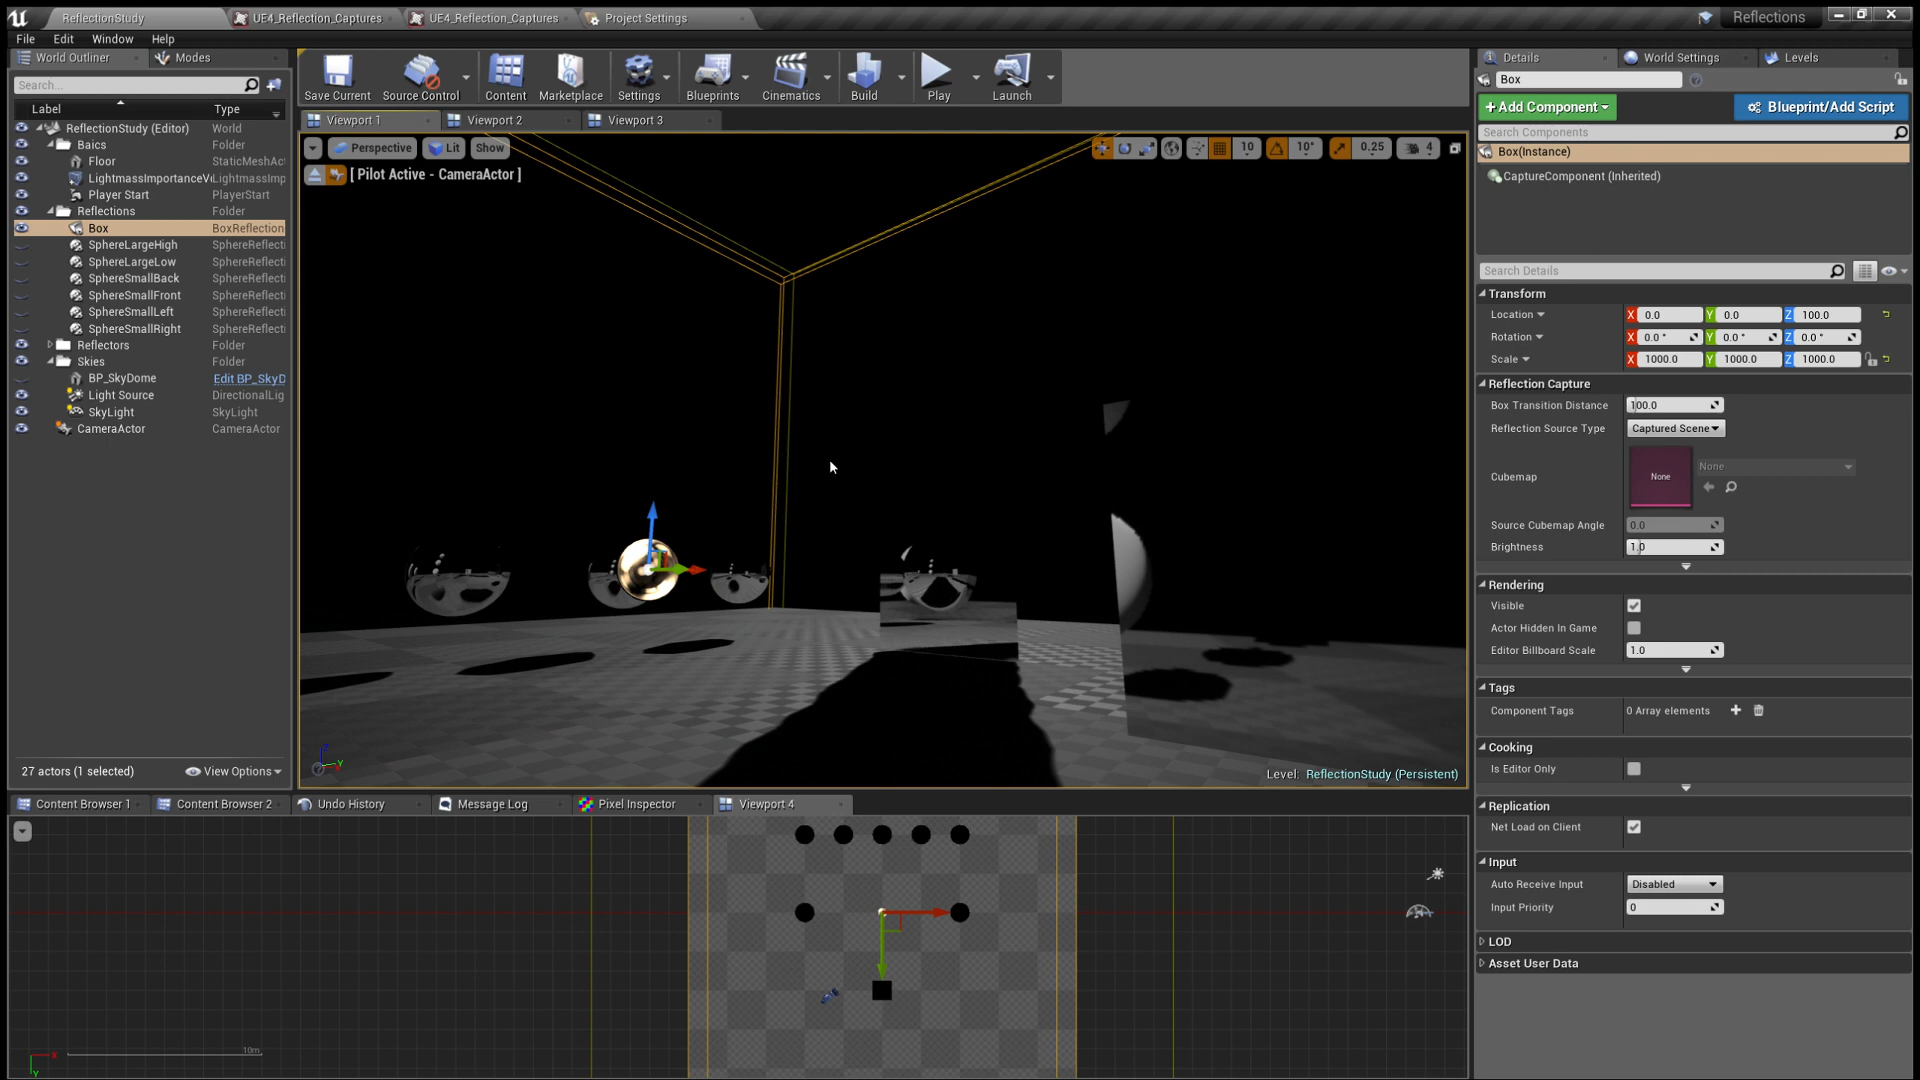 ReflectionStudy
UE4_Reflection_Captures
UE4_Reflection_Captures
Project Settings
Reflections
File Edit Window Help
World Outliner
Modes
Search...
Label Type
ReflectionStudy (Editor) World
Baics Folder
Floor StaticMeshAc
LightmassImportanceV LightmassImp
Player Start PlayerStart
Reflections Folder
Box BoxReflection
SphereLargeHigh SphereReflecti
SphereLargeLow SphereReflecti
SphereSmallBack SphereReflecti
SphereSmallFront SphereReflecti
SphereSmallLeft SphereReflecti
SphereSmallRight SphereReflecti
Reflectors Folder
Skies Folder
BP_SkyDome Edit BP_SkyD
Light Source DirectionalLig
SkyLight SkyLight
CameraActor CameraActor
27 actors (1 selected)
View Options
Save Current
Source Control
Content
Marketplace
Settings
Blueprints
Cinematics
Build
Play
Launch
Viewport 1
Viewport 2
Viewport 3
Perspective
Lit
Show
10
10°
0.25
4
[ Pilot Active - CameraActor ]
Z
Y
Level: ReflectionStudy (Persistent)
Content Browser 1
Content Browser 2
Undo History
Message Log
Pixel Inspector
Viewport 4
10m
X
Y
Details
World Settings
Levels
Box
+Add Component
Blueprint/Add Script
Search Components
Box(Instance)
CaptureComponent (Inherited)
Search Details
Transform
Location X 0.0 Y 0.0 Z 100.0
Rotation X 0.0 ° Y 0.0 ° Z 0.0 °
Scale X 1000.0 Y 1000.0 Z 1000.0
Reflection Capture
Box Transition Distance 100.0
Reflection Source Type Captured Scene
Cubemap None None
Source Cubemap Angle 0.0
Brightness 1.0
Rendering
Visible
Actor Hidden In Game
Editor Billboard Scale 1.0
Tags
Component Tags 0 Array elements
Cooking
Is Editor Only
Replication
Net Load on Client
Input
Auto Receive Input Disabled
Input Priority 0
LOD
Asset User Data